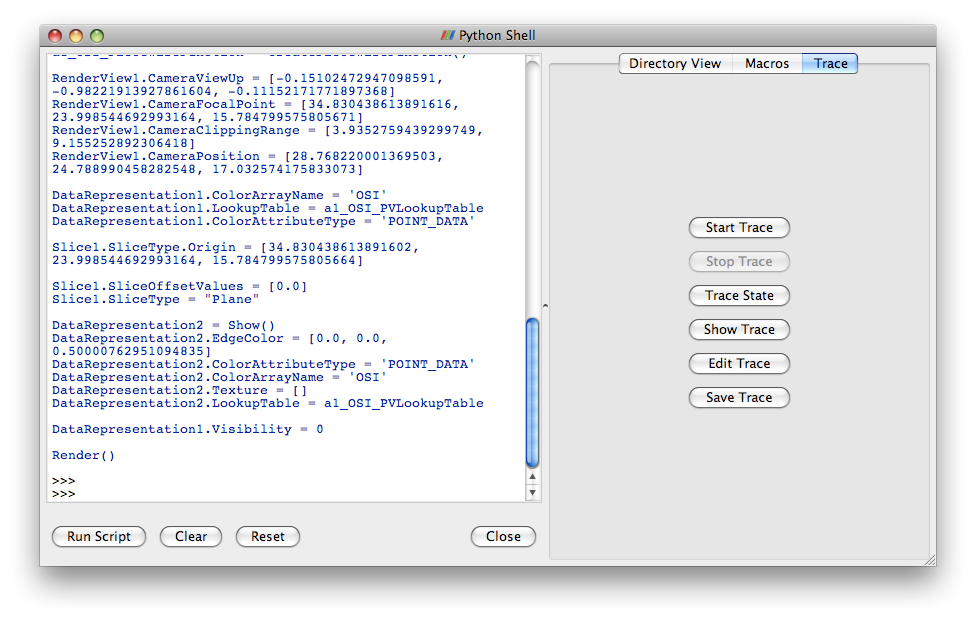 Python Shell
RenderView1.CameraViewUp = [-0.15102472947098591,
-0.98221913927861604, -0.11152171771897368]
RenderView1.CameraFocalPoint = [34.830438613891616,
23.998544692993164, 15.784799575805671]
RenderView1.CameraClippingRange = [3.9352759439299749,
9.155252892306418]
RenderView1.CameraPosition = [28.768220001369503,
24.788990458282548, 17.032574175833073]
DataRepresentation1.ColorArrayName = 'OSI'
DataRepresentation1.LookupTable = a1_OSI_PVLookupTable
DataRepresentation1.ColorAttributeType = 'POINT_DATA'
Slice1.SliceType.Origin = [34.830438613891602,
23.998544692993164, 15.784799575805664]
Slice1.SliceOffsetValues = [0.0]
Slice1.SliceType = "Plane"
DataRepresentation2 = Show()
DataRepresentation2.EdgeColor = [0.0, 0.0,
0.50000762951094835]
DataRepresentation2.ColorAttributeType = 'POINT_DATA'
DataRepresentation2.ColorArrayName = 'OSI'
DataRepresentation2.Texture = []
DataRepresentation2.LookupTable = a1_OSI_PVLookupTable
DataRepresentation1.Visibility = 0
Render()
>>>
>>>
Run Script Clear Reset Close
Directory View Macros Trace
Start Trace
Stop Trace
Trace State
Show Trace
Edit Trace
Save Trace